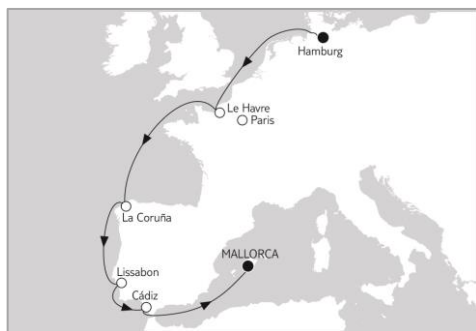 Hamburg
Le Havre
Paris
La Coruña
MALLORCA
Lissabon
Cádiz